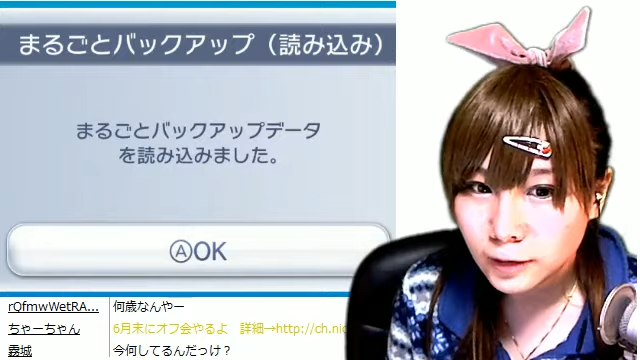 まるごとバックアップ（読み込み）
まるごとバックアップデータ
を読み込みました。
ⒶOK
rQfmwWetRA... 何歳なんやー
ちゃーちゃん 6月末にオフ会やるよ 詳細→http://ch.nic
霧城 今何してるんだっけ？